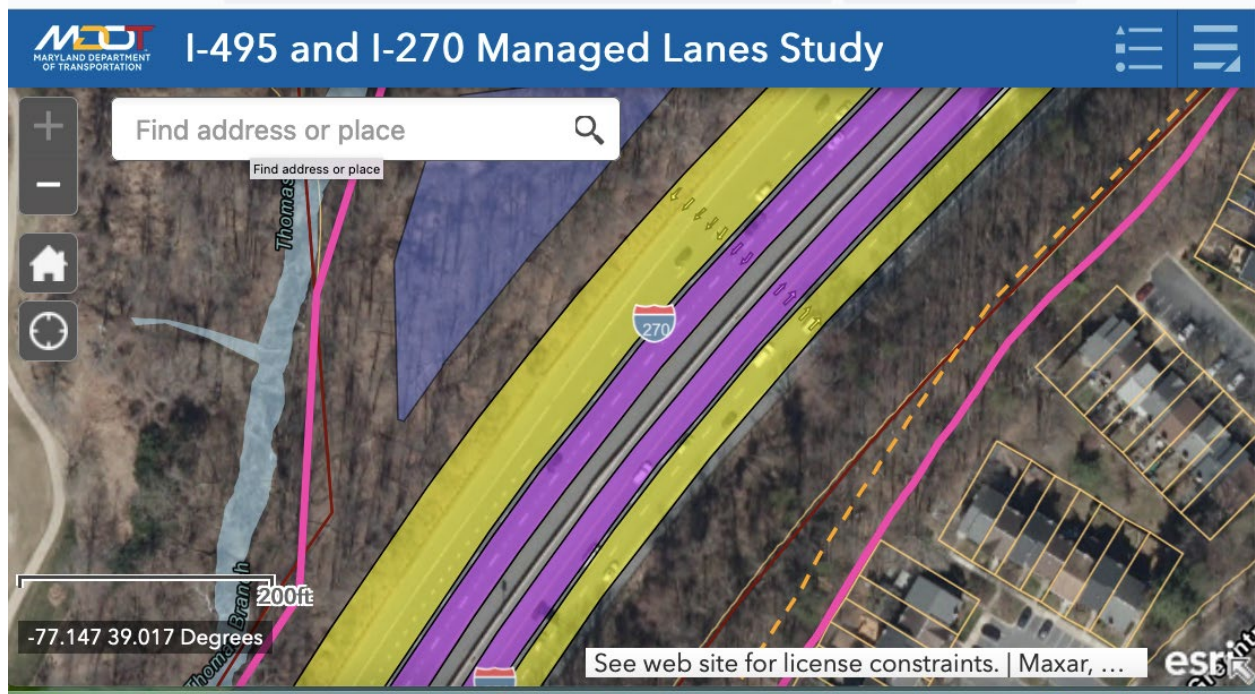 MDOT
MARYLAND DEPARTMENT
OF TRANSPORTATION
I-495 and I-270 Managed Lanes Study
Find address or place
Find address or place
Thomas
270
200ft
Thomas Branch
-77.147 39.017 Degrees
See web site for license constraints. | Maxar, ...
esri